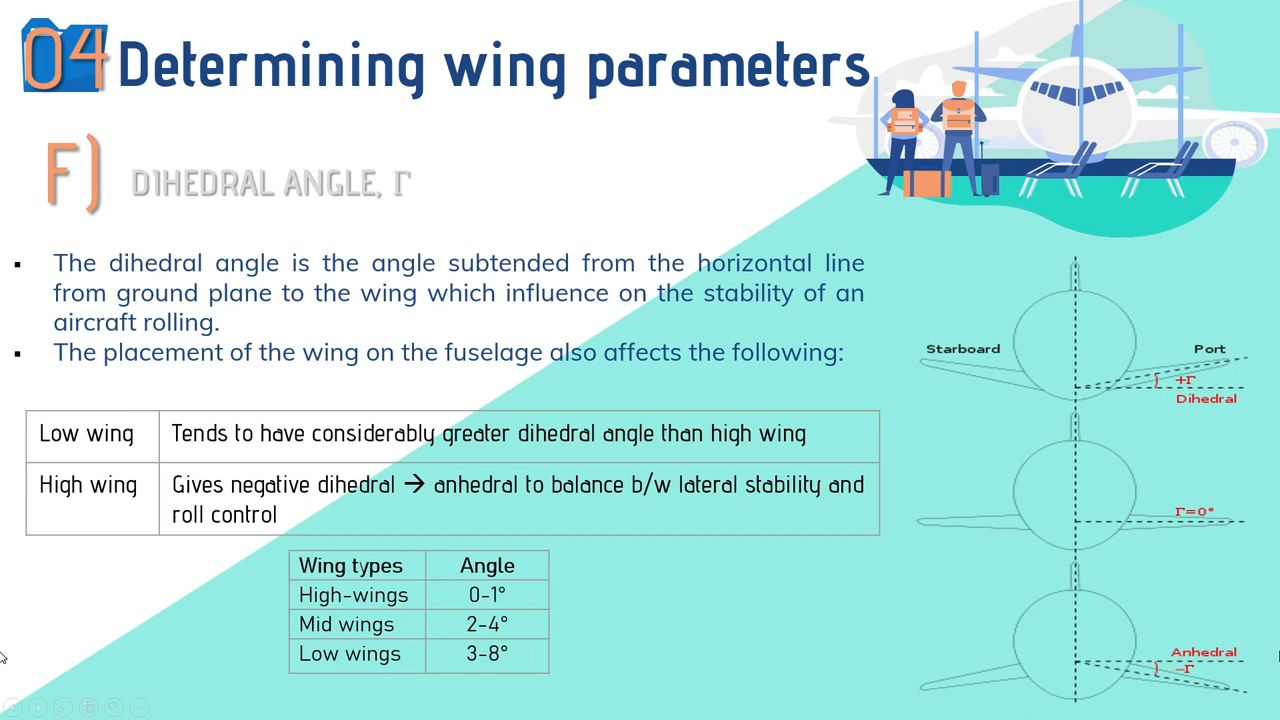 04 Determining wing parameters
F) DIHEDRAL ANGLE, Γ
▪ The dihedral angle is the angle subtended from the horizontal line
from ground plane to the wing which influence on the stability of an
aircraft rolling.
▪ The placement of the wing on the fuselage also affects the following:
Low wing Tends to have considerably greater dihedral angle than high wing
High wing Gives negative dihedral → anhedral to balance b/w lateral stability and
roll control
Wing types Angle
High-wings 0-1°
Mid wings 2-4°
Low wings 3-8°
Starboard Port
+Γ
Dihedral
Γ=0°
Anhedral
−Γ